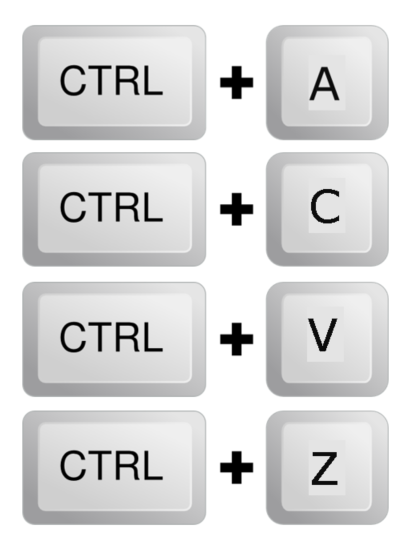 CTRL + A
CTRL + C
CTRL + V
CTRL + Z